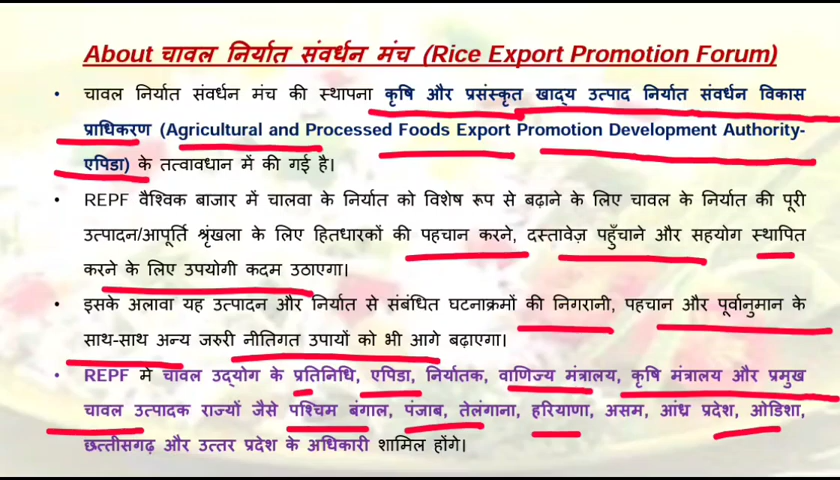 About चावल निर्यात संवर्धन मंच (Rice Export Promotion Forum)
• चावल निर्यात संवर्धन मंच की स्थापना कृषि और प्रसंस्कृत खाद्य उत्पाद निर्यात संवर्धन विकास
प्राधिकरण (Agricultural and Processed Foods Export Promotion Development Authority-
एपिडा) के तत्वावधान में की गई है।
• REPF वैश्विक बाजार में चालवा के निर्यात को विशेष रूप से बढ़ाने के लिए चावल के निर्यात की पूरी
उत्पादन/आपूर्ति श्रृंखला के लिए हितधारकों की पहचान करने, दस्तावेज़ पहुँचाने और सहयोग स्थापित
करने के लिए उपयोगी कदम उठाएगा।
• इसके अलावा यह उत्पादन और निर्यात से संबंधित घटनाक्रमों की निगरानी, पहचान और पूर्वानुमान के
साथ-साथ अन्य जरुरी नीतिगत उपायों को भी आगे बढ़ाएगा।
• REPF मे चावल उद्योग के प्रतिनिधि, एपिडा, निर्यातक, वाणिज्य मंत्रालय, कृषि मंत्रालय और प्रमुख
चावल उत्पादक राज्यों जैसे पश्चिम बंगाल, पंजाब, तेलंगाना, हरियाणा, असम, आंध्र प्रदेश, ओडिशा,
छत्तीसगढ़ और उत्तर प्रदेश के अधिकारी शामिल होंगे।